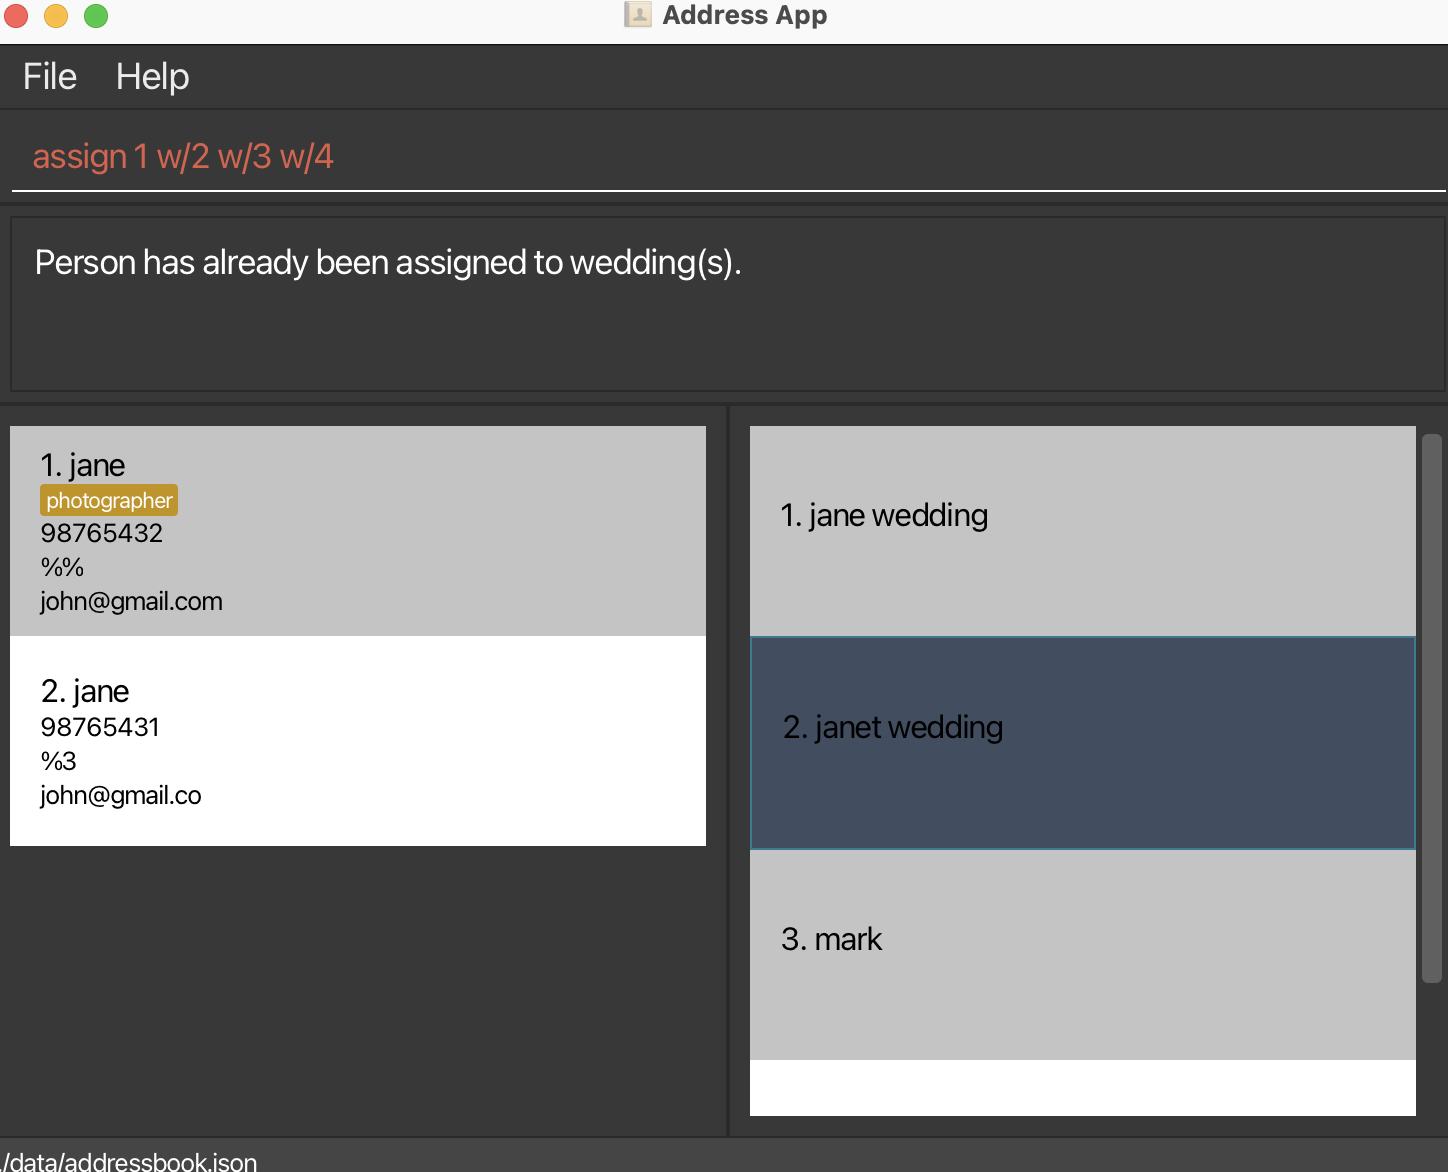 Address App
File Help
assign 1 w/2 w/3 w/4
Person has already been assigned to wedding(s).
1. jane
photographer
98765432
%%
john@gmail.com
2. jane
98765431
%3
john@gmail.co
1. jane wedding
2. janet wedding
3. mark
./data/addressbook.json